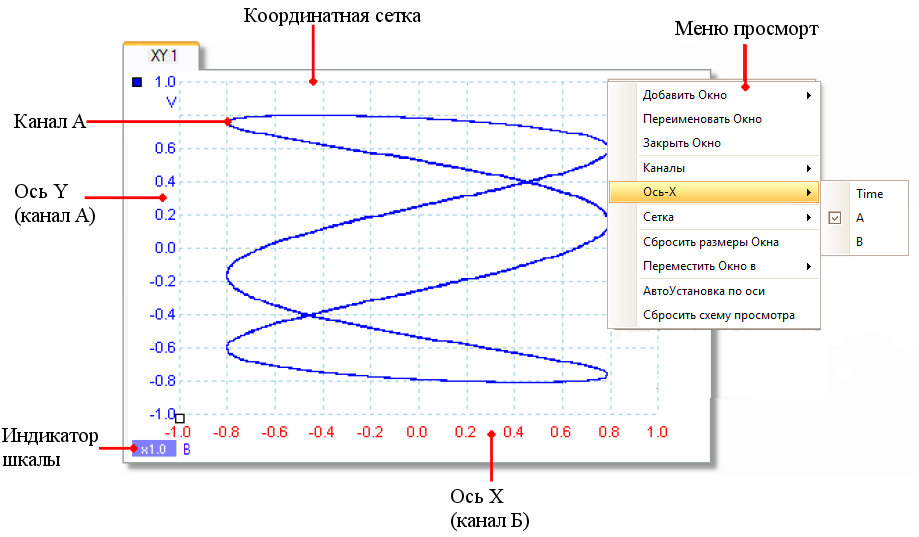 Координатная сетка
Меню просморт
XY 1
1.0
V
0.6
0.4
0.2
0.0
-0.2
-0.4
-0.6
-0.8
-1.0
-1.0 -0.8 -0.6 -0.4 -0.2 0.0 0.2 0.4 0.6 0.8 1.0
x1.0 В
Канал А
Ось Y
(канал А)
Индикатор
шкалы
Ось X
(канал Б)
Добавить Окно
Переименовать Окно
Закрыть Окно
Каналы
Ось-X
Сетка
Сбросить размеры Окна
Переместить Окно в
АвтоУстановка по оси
Сбросить схему просмотра
Time
A
B